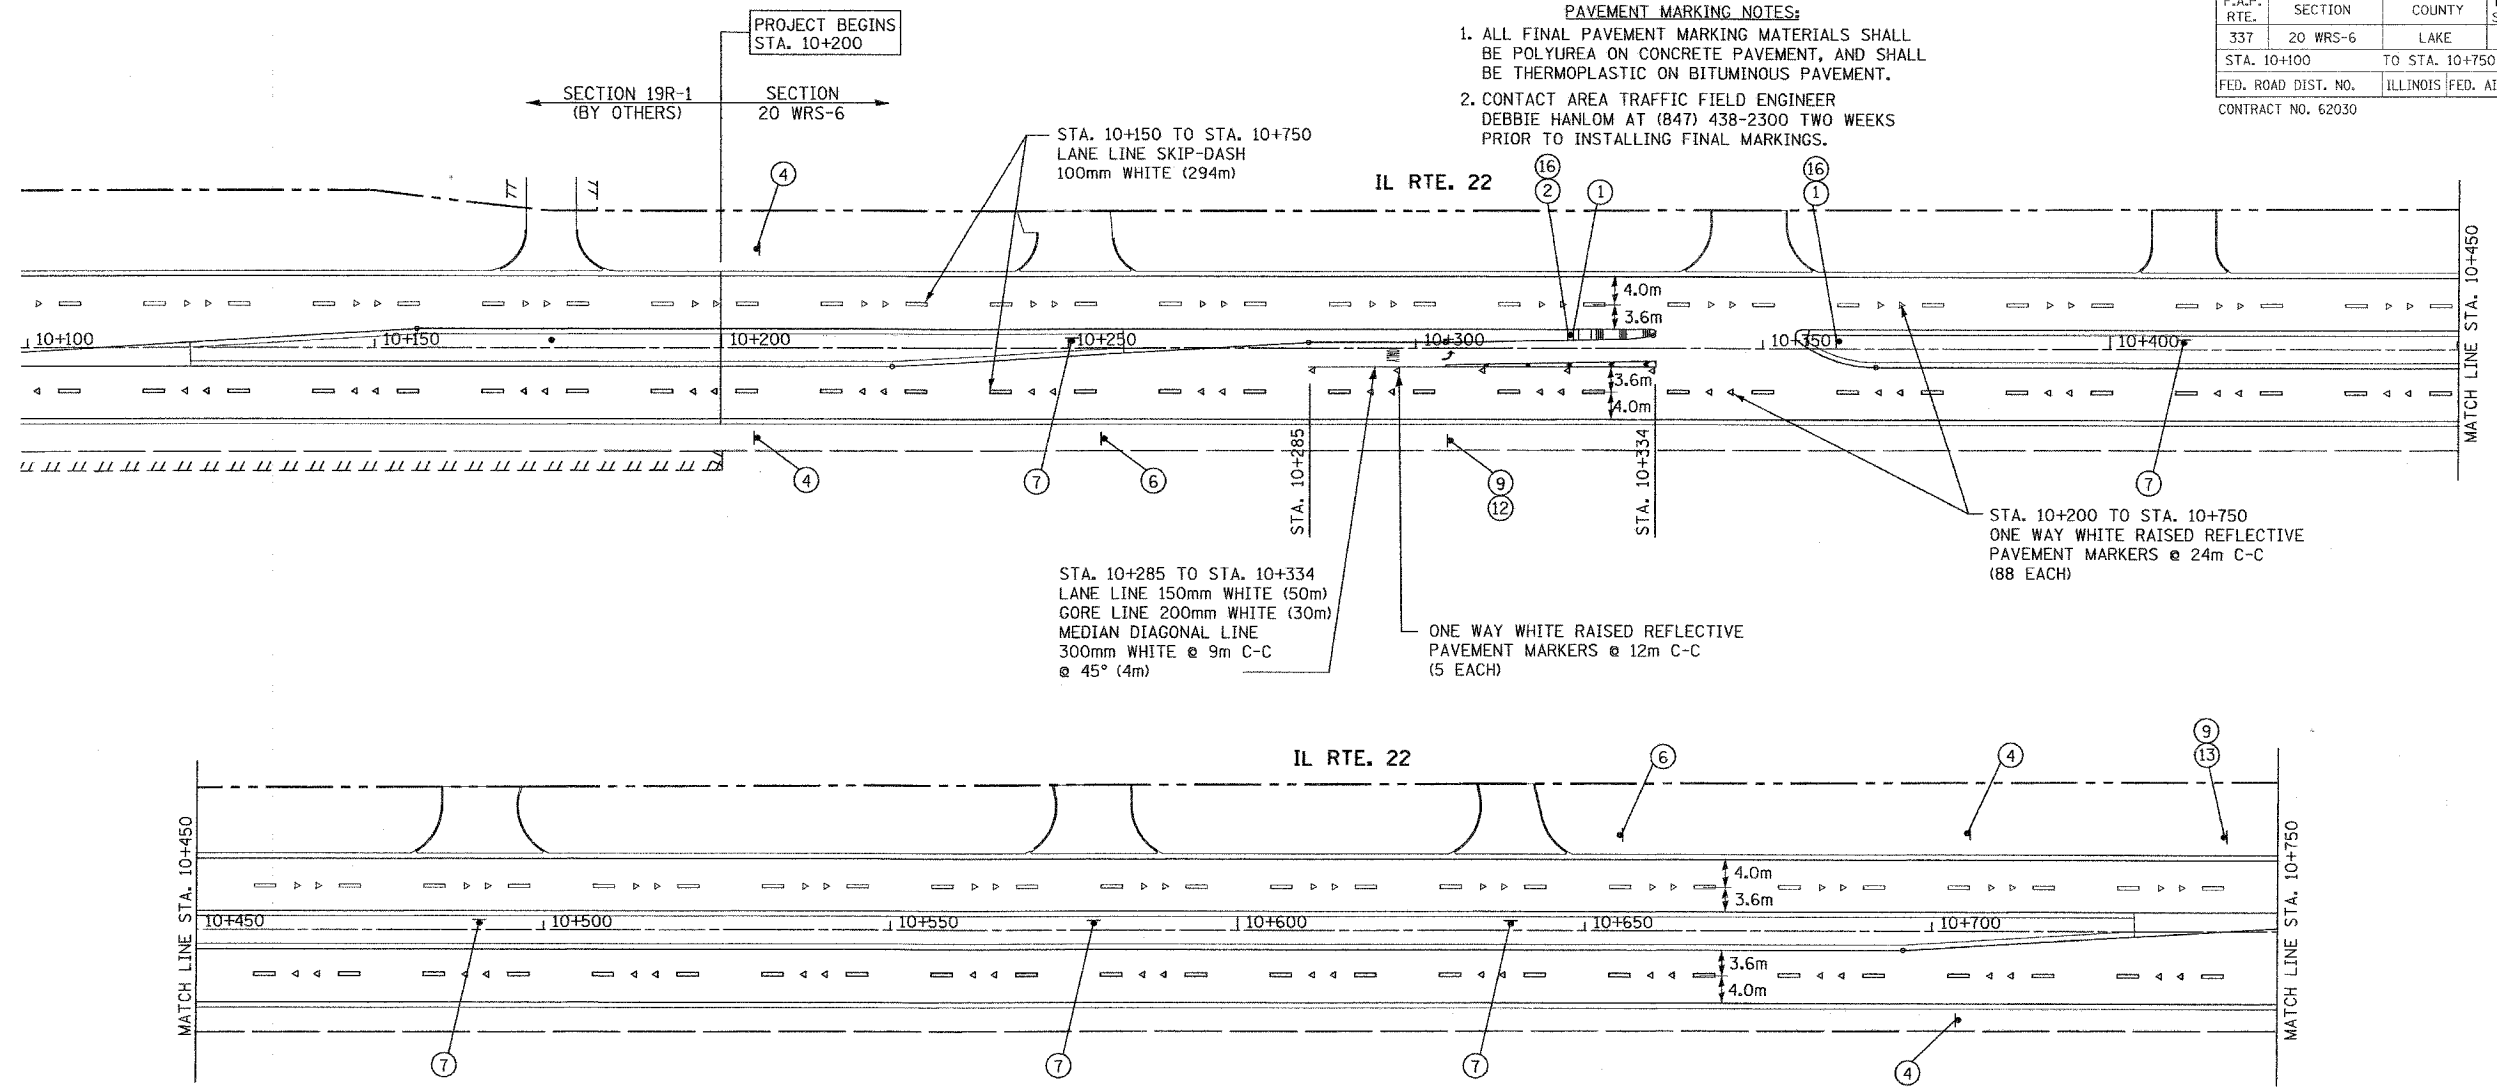 PROJECT BEGINS
STA. 10+200
SECTION 19R-1
(BY OTHERS)
SECTION
20 WRS-6
PAVEMENT MARKING NOTES:
1. ALL FINAL PAVEMENT MARKING MATERIALS SHALL
BE POLYUREA ON CONCRETE PAVEMENT, AND SHALL
BE THERMOPLASTIC ON BITUMINOUS PAVEMENT.
2. CONTACT AREA TRAFFIC FIELD ENGINEER
DEBBIE HANLOM AT (847) 438-2300 TWO WEEKS
PRIOR TO INSTALLING FINAL MARKINGS.
RTE. SECTION COUNTY
337 20 WRS-6 LAKE
STA. 10+100 TO STA. 10+750
FED. ROAD DIST. NO. ILLINOIS FED. AI
CONTRACT NO. 62030
STA. 10+150 TO STA. 10+750
LANE LINE SKIP-DASH
100mm WHITE (294m)
4
IL RTE. 22
16
2
1
16
1
4.0m
3.6m
10+100
10+150
10+200
10+250
10+300
10+350
10+400
3.6m
4.0m
MATCH LINE STA. 10+450
4
7
6
9
12
7
STA. 10+285
STA. 10+334
STA. 10+200 TO STA. 10+750
ONE WAY WHITE RAISED REFLECTIVE
PAVEMENT MARKERS @ 24m C-C
(88 EACH)
STA. 10+285 TO STA. 10+334
LANE LINE 150mm WHITE (50m)
GORE LINE 200mm WHITE (30m)
MEDIAN DIAGONAL LINE
300mm WHITE @ 9m C-C
@ 45° (4m)
ONE WAY WHITE RAISED REFLECTIVE
PAVEMENT MARKERS @ 12m C-C
(5 EACH)
IL RTE. 22
6
4
9
13
MATCH LINE STA. 10+450
4.0m
3.6m
10+450
10+500
10+550
10+600
10+650
10+700
3.6m
4.0m
MATCH LINE STA. 10+750
7
7
7
4